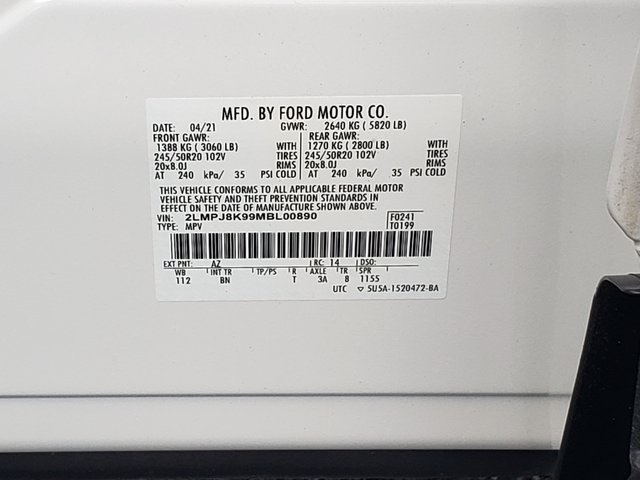 MFD. BY FORD MOTOR CO.
DATE: 04/21 GVWR: 2640 KG ( 5820 LB)
FRONT GAWR: REAR GAWR:
1388 KG ( 3060 LB) WITH 1270 KG ( 2800 LB) WITH
245/50R20 102V TIRES 245/50R20 102V TIRES
20x8.0J RIMS 20x8.0J RIMS
AT 240 kPa/ 35 PSI COLD AT 240 kPa/ 35 PSI COLD
THIS VEHICLE CONFORMS TO ALL APPLICABLE FEDERAL MOTOR
VEHICLE SAFETY AND THEFT PREVENTION STANDARDS IN
EFFECT ON THE DATE OF MANUFACTURE SHOWN ABOVE.
VIN: 2LMPJ8K99MBL00890 F0241
TYPE: MPV T0199
EXT PNT: AZ RC: 14 DSO:
WB INT TR TP/PS R AXLE TR SPR
112 BN T 3A 8 1155
UTC ▽ 5U5A-1520472-BA